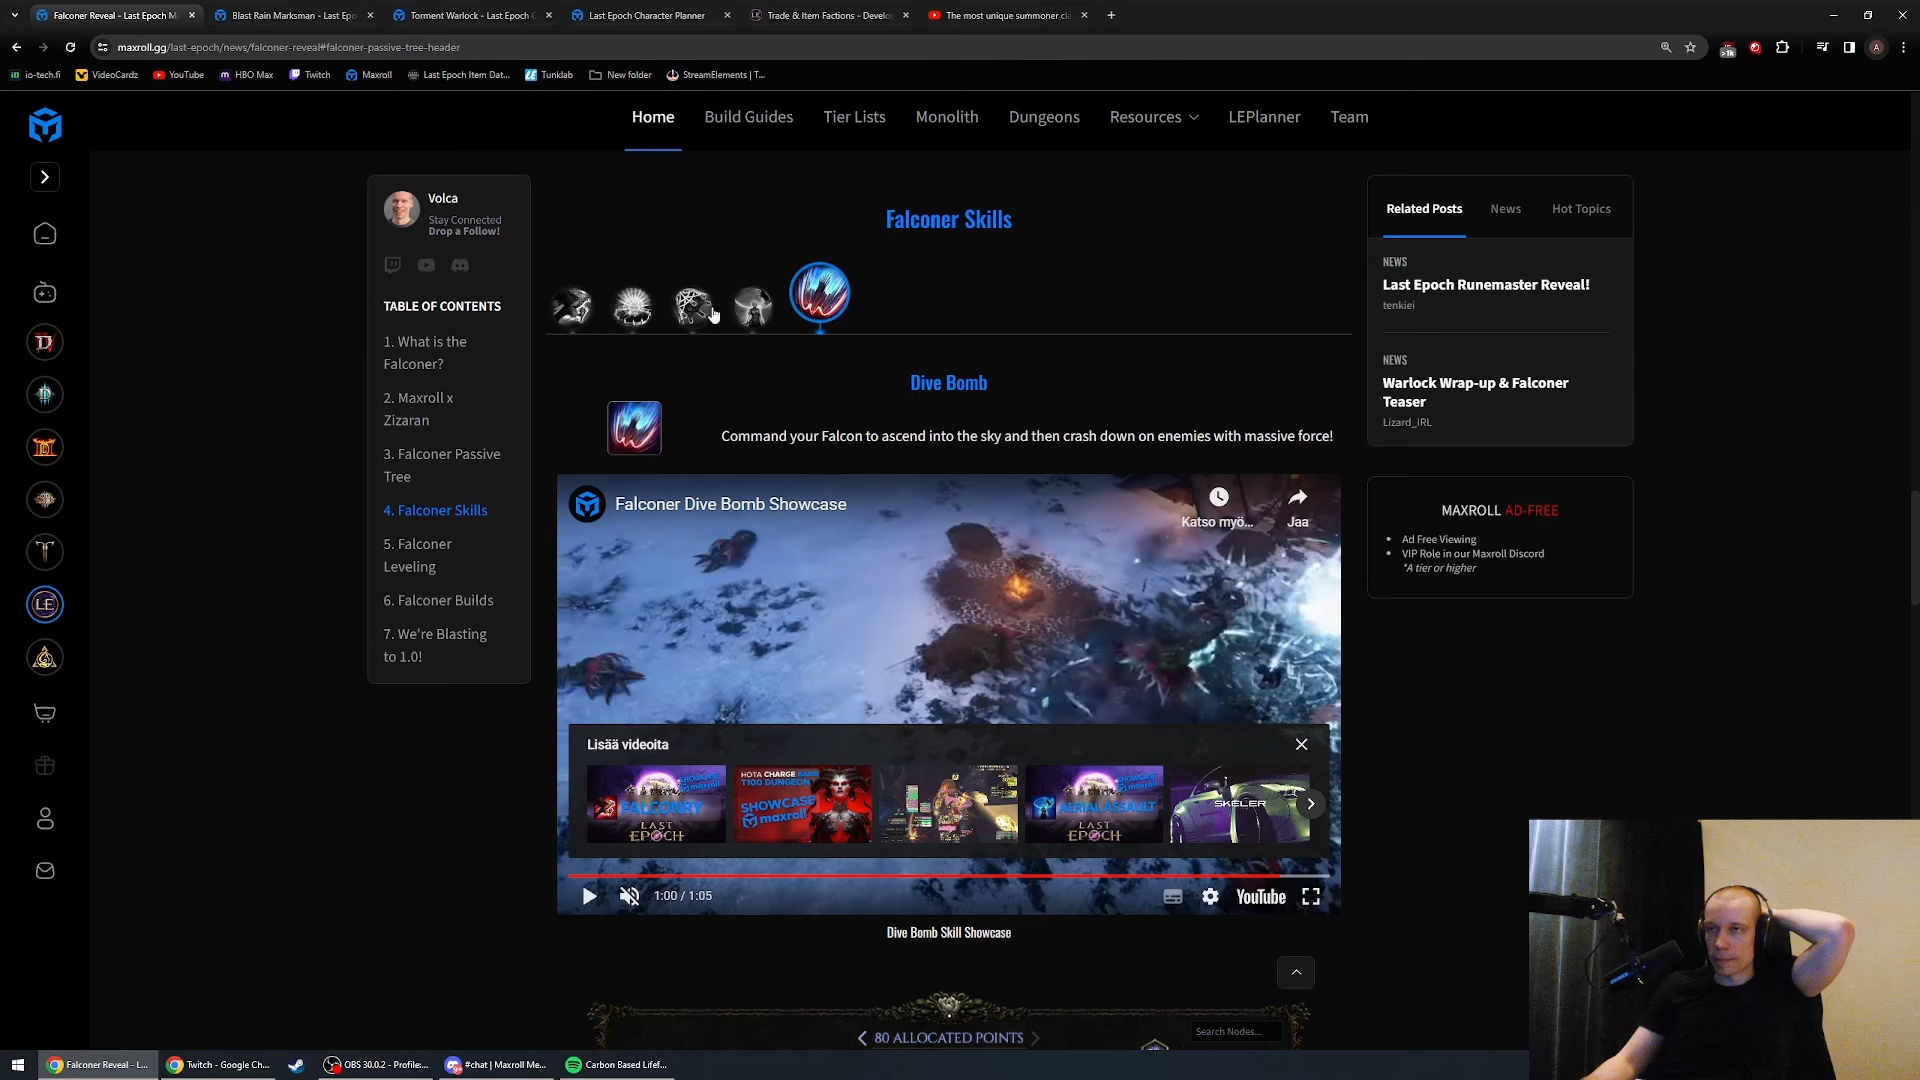 Falconer Reveal - Last Epoch M
Blast Rain Marksman - Last Epo
Torment Warlock - Last Epoch
Last Epoch Character Planner
Trade & Item Factions - Develo
The most unique summoner cla
maxroll.gg/last-epoch/news/falconer-reveal#falconer-passive-tree-header
io-tech.fi
VideoCardz
YouTube
HBO Max
Twitch
Maxroll
Last Epoch Item Dat...
Tunklab
New folder
StreamElements | T...
Home
Build Guides
Tier Lists
Monolith
Dungeons
Resources
LEPlanner
Team
Volca
Stay Connected
Drop a Follow!
TABLE OF CONTENTS
1. What is the
Falconer?
2. Maxroll x
Zizaran
3. Falconer Passive
Tree
4. Falconer Skills
5. Falconer
Leveling
6. Falconer Builds
7. We're Blasting
to 1.0!
Falconer Skills
Dive Bomb
Command your Falcon to ascend into the sky and then crash down on enemies with massive force!
Falconer Dive Bomb Showcase
Katso myö...
Jaa
Lisää videoita
SHOWCASE
maxroll
FALCONRY
LAST
EPOCH
HOTA CHARGE BARB
T100 DUNGEON
SHOWCASE
maxroll
SHOWCASE
maxroll
AERIAL ASSAULT
LAST
EPOCH
SKELER
1:00 / 1:05
YouTube
Dive Bomb Skill Showcase
80 ALLOCATED POINTS
Search Nodes...
Related Posts
News
Hot Topics
NEWS
Last Epoch Runemaster Reveal!
tenkiei
NEWS
Warlock Wrap-up & Falconer
Teaser
Lizard_IRL
MAXROLL AD-FREE
• Ad Free Viewing
• VIP Role in our Maxroll Discord
*A tier or higher
LE
Falconer Reveal - L...
Twitch - Google Ch...
OBS 30.0.2 - Profile:...
#chat | Maxroll Me...
Carbon Based Lifef...